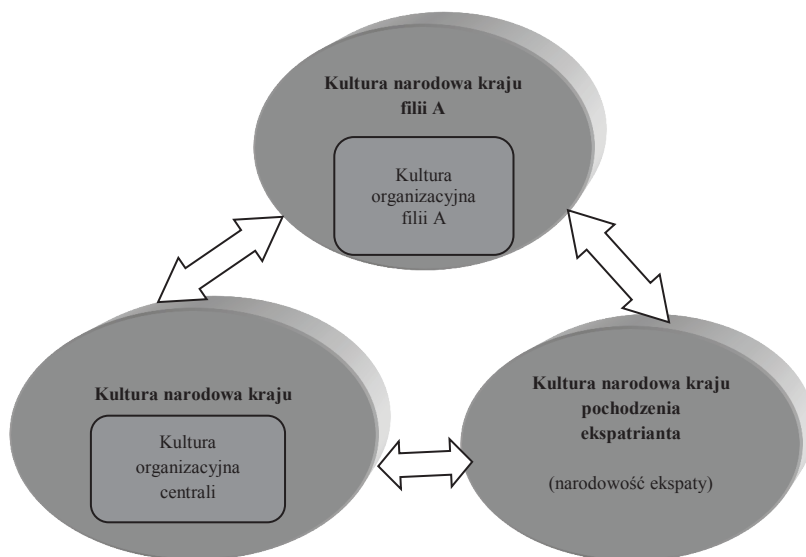 Kultura narodowa kraju
filii A
Kultura
organizacyjna
filii A
Kultura narodowa kraju
Kultura
organizacyjna
centrali
Kultura narodowa kraju
pochodzenia
ekspatrianta
(narodowość ekspaty)